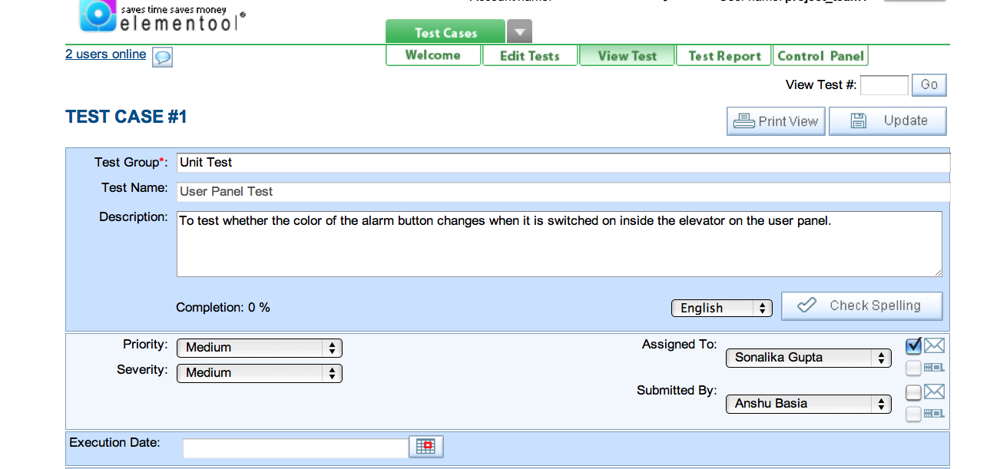 saves time saves money
elementool®
Test Cases
2 users online
Welcome
Edit Tests
View Test
Test Report
Control Panel
View Test #:
Go
TEST CASE #1
Print View
Update
Test Group*: Unit Test
Test Name: User Panel Test
Description: To test whether the color of the alarm button changes when it is switched on inside the elevator on the user panel.
Completion: 0 %
English
Check Spelling
Priority: Medium
Assigned To: Sonalika Gupta
Severity: Medium
Submitted By: Anshu Basia
Execution Date: